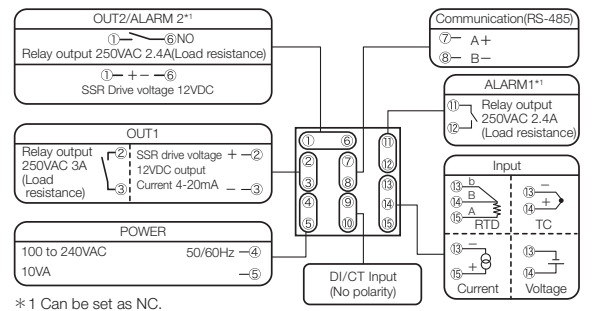 OUT2/ALARM 2*1
①— —⑥NO
Relay output 250VAC 2.4A(Load resistance)
①— + — —⑥
SSR Drive voltage 12VDC
OUT1
Relay output
250VAC 3A
(Load
resistance)
②
③
SSR drive voltage + —②
12VDC output
Current 4-20mA — —③
POWER
100 to 240VAC 50/60Hz —④
10VA —⑤
① ⑥ ⑪
② ⑦ ⑫
③ ⑧ ⑬
④ ⑨ ⑭
⑤ ⑩ ⑮
DI/CT Input
(No polarity)
Communication(RS-485)
⑦— A+
⑧— B−
ALARM1*1
⑪
⑫
Relay output
250VAC 2.4A
(Load resistance)
Input
⑬ b
⑭ B
⑮ A
RTD
⑬ −
⑭ +
TC
⑬ −
⑮ +
Current
⑬
⑭
Voltage
＊1 Can be set as NC.